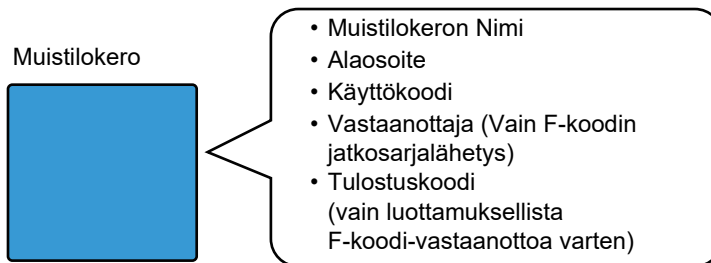 Muistilokero
• Muistilokeron Nimi
• Alaosoite
• Käyttökoodi
• Vastaanottaja (Vain F-koodin
jatkosarjalähetys)
• Tulostuskoodi
(vain luottamuksellista
F-koodi-vastaanottoa varten)